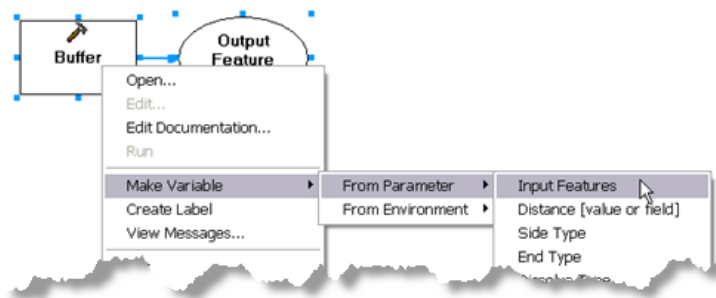 Buffer
Output
Feature
Open...
Edit...
Edit Documentation...
Run
Make Variable
Create Label
View Messages...
From Parameter
From Environment
Input Features
Distance [value or field]
Side Type
End Type